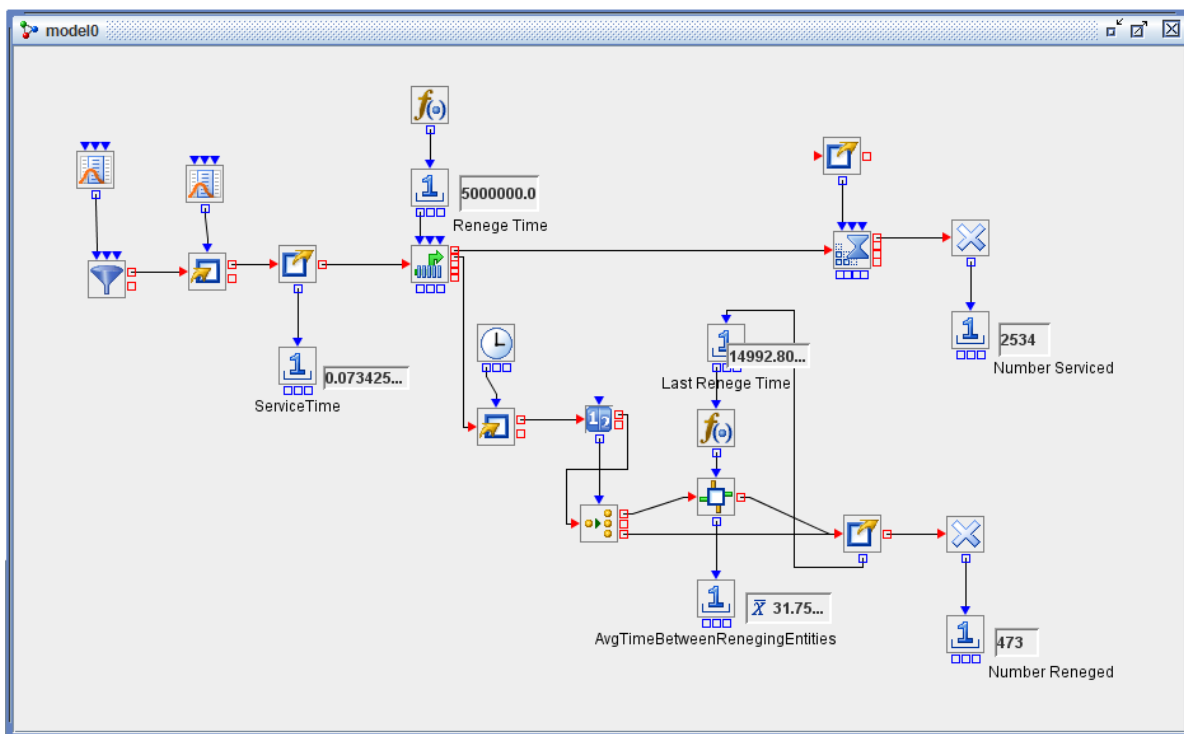 model0
5000000.0
Renege Time
2534
Number Serviced
14992.80...
Last Renege Time
0.073425...
ServiceTime
X̄ 31.75...
AvgTimeBetweenRenegingEntities
473
Number Reneged